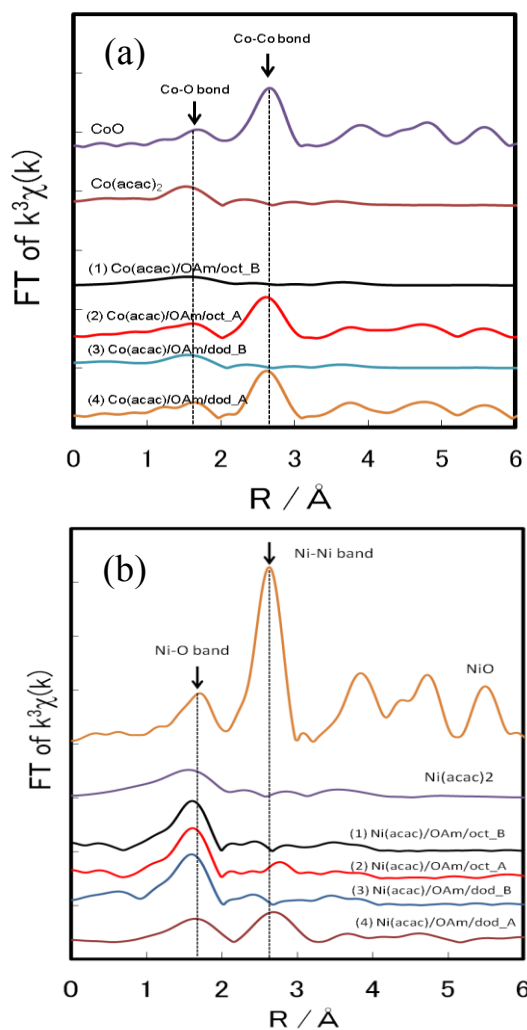 (a)
Co-Co bond
Co-O bond
CoO
Co(acac)2
(1) Co(acac)/OAm/oct_B
(2) Co(acac)/OAm/oct_A
(3) Co(acac)/OAm/dod_B
(4) Co(acac)/OAm/dod_A
FT of k³χ(k)
0 1 2 3 4 5 6
R / Å
(b)
Ni-Ni band
Ni-O band
NiO
Ni(acac)2
(1) Ni(acac)/OAm/oct_B
(2) Ni(acac)/OAm/oct_A
(3) Ni(acac)/OAm/dod_B
(4) Ni(acac)/OAm/dod_A
FT of k³χ(k)
0 1 2 3 4 5 6
R / Å